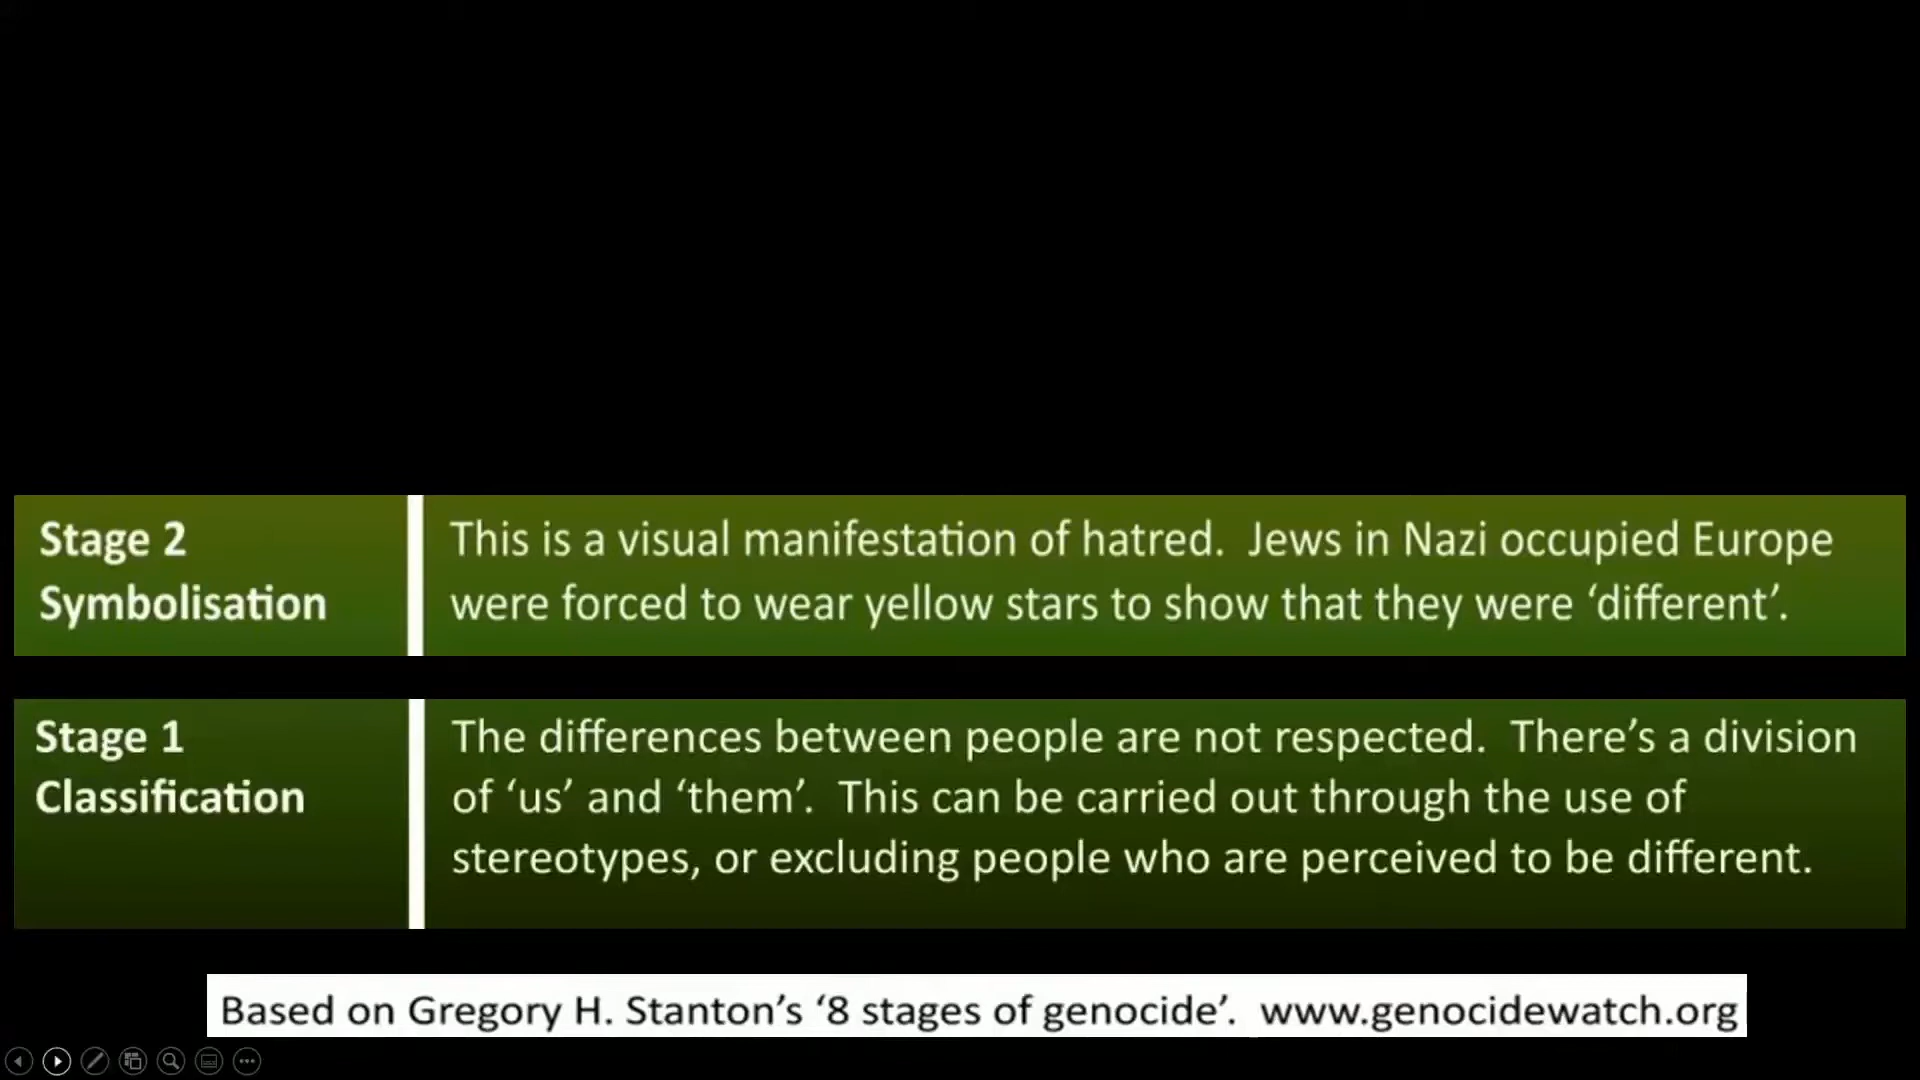 Stage 2
Symbolisation
This is a visual manifestation of hatred. Jews in Nazi occupied Europe
were forced to wear yellow stars to show that they were ‘different’.
Stage 1
Classification
The differences between people are not respected. There’s a division
of ‘us’ and ‘them’. This can be carried out through the use of
stereotypes, or excluding people who are perceived to be different.
Based on Gregory H. Stanton’s ‘8 stages of genocide’. www.genocidewatch.org